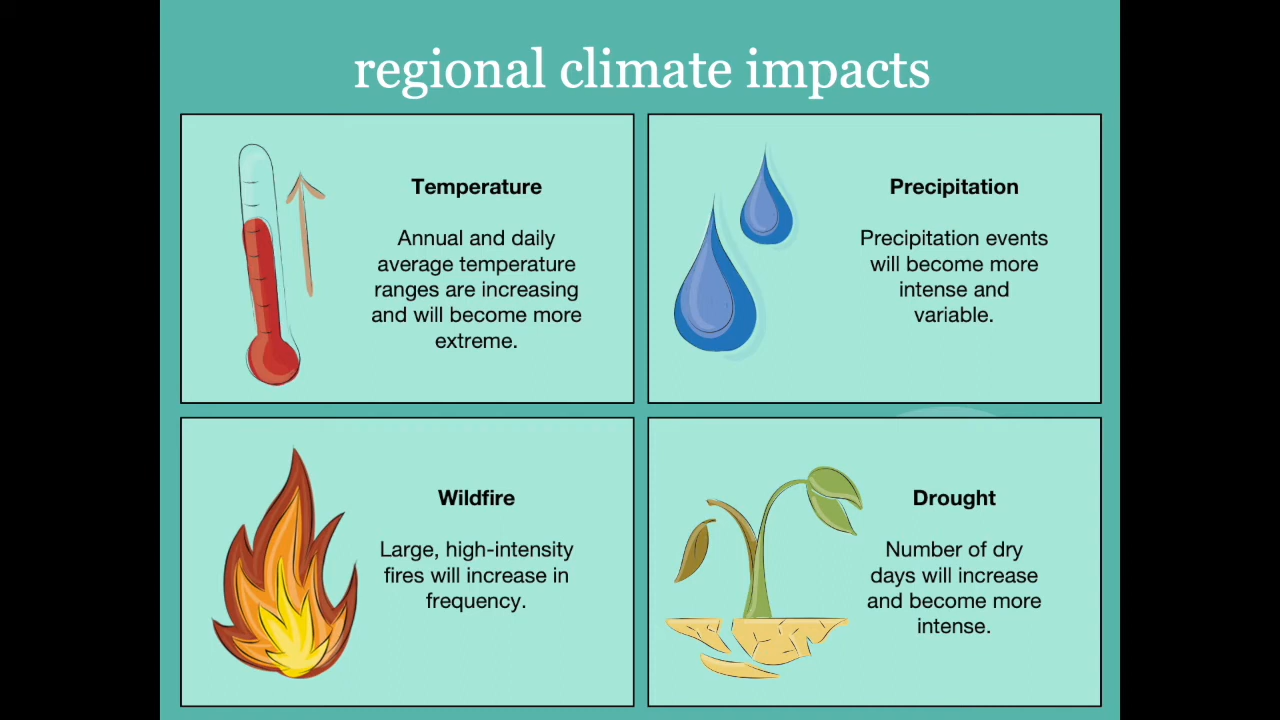 regional climate impacts
Temperature
Annual and daily
average temperature
ranges are increasing
and will become more
extreme.
Precipitation
Precipitation events
will become more
intense and
variable.
Wildfire
Large, high-intensity
fires will increase in
frequency.
Drought
Number of dry
days will increase
and become more
intense.